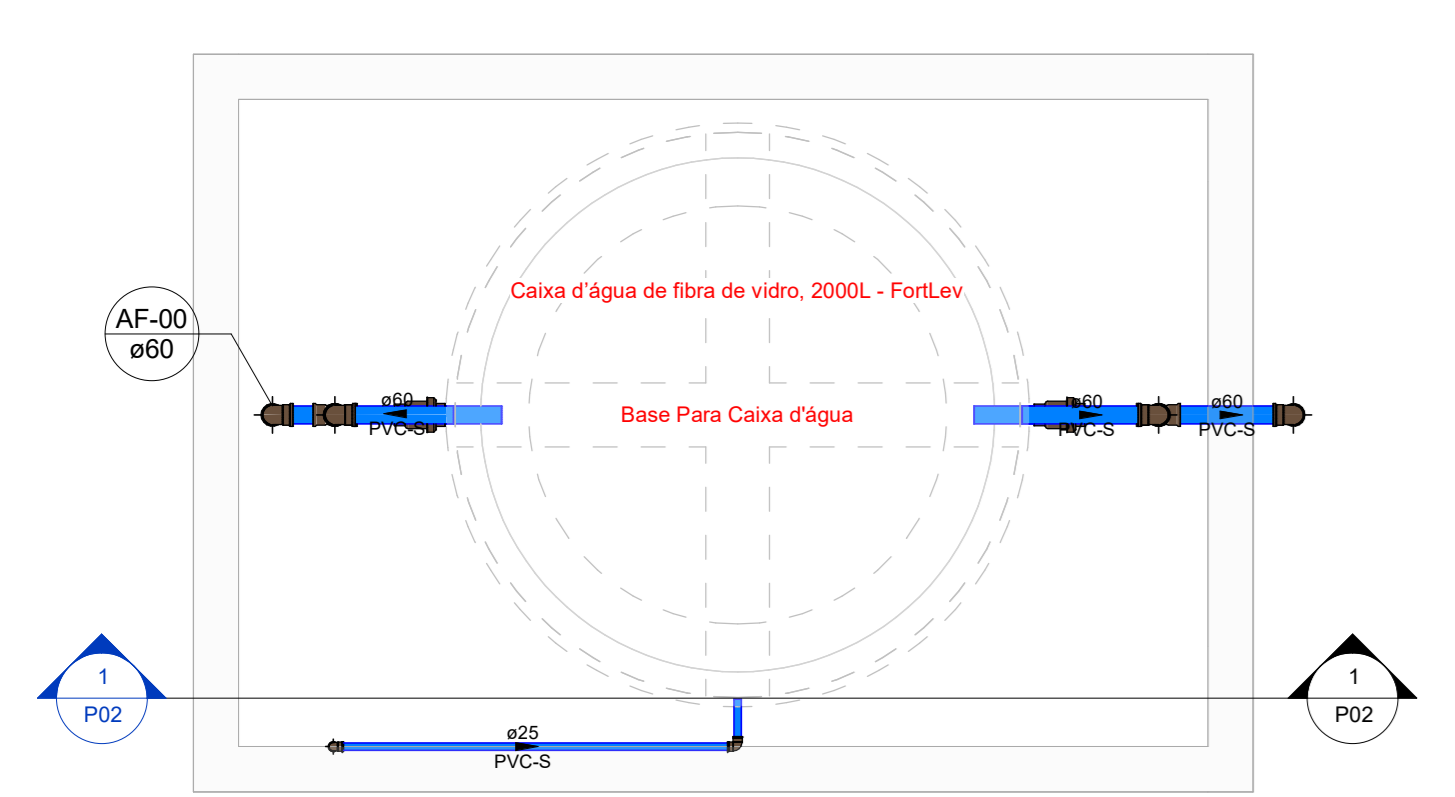 Caixa d’água de fibra de vidro, 2000L - FortLev
AF-00
ø60
ø60
PVC-S
Base Para Caixa d'água
ø60
PVC-S
ø60
PVC-S
1
P02
1
P02
ø25
PVC-S